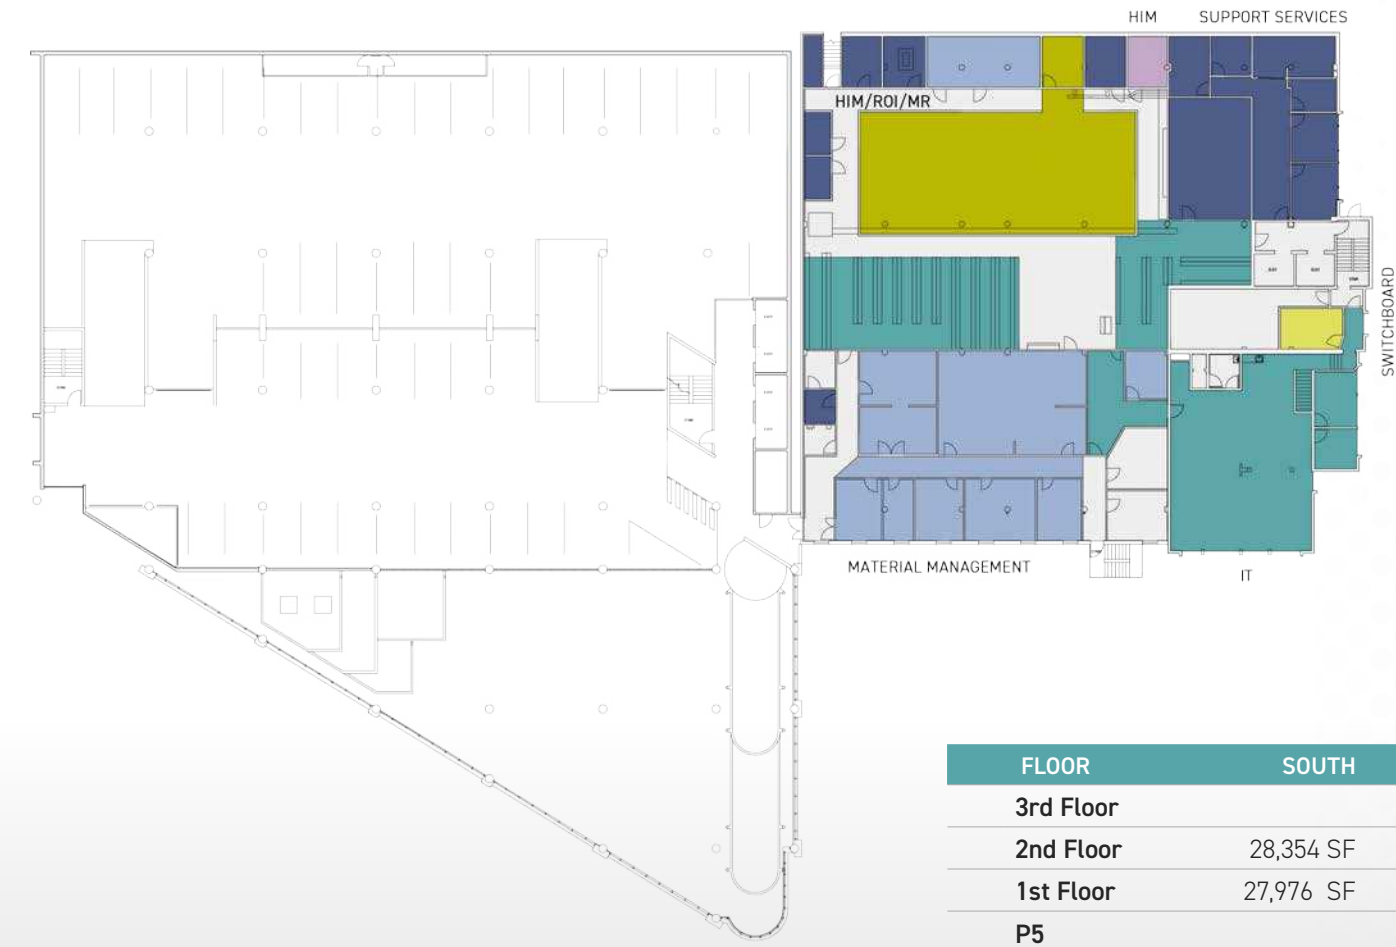 HIM SUPPORT SERVICES
HIM/ROI/MR
SWITCHBOARD
MATERIAL MANAGEMENT
IT
FLOOR SOUTH
3rd Floor
2nd Floor 28,354 SF
1st Floor 27,976 SF
P5